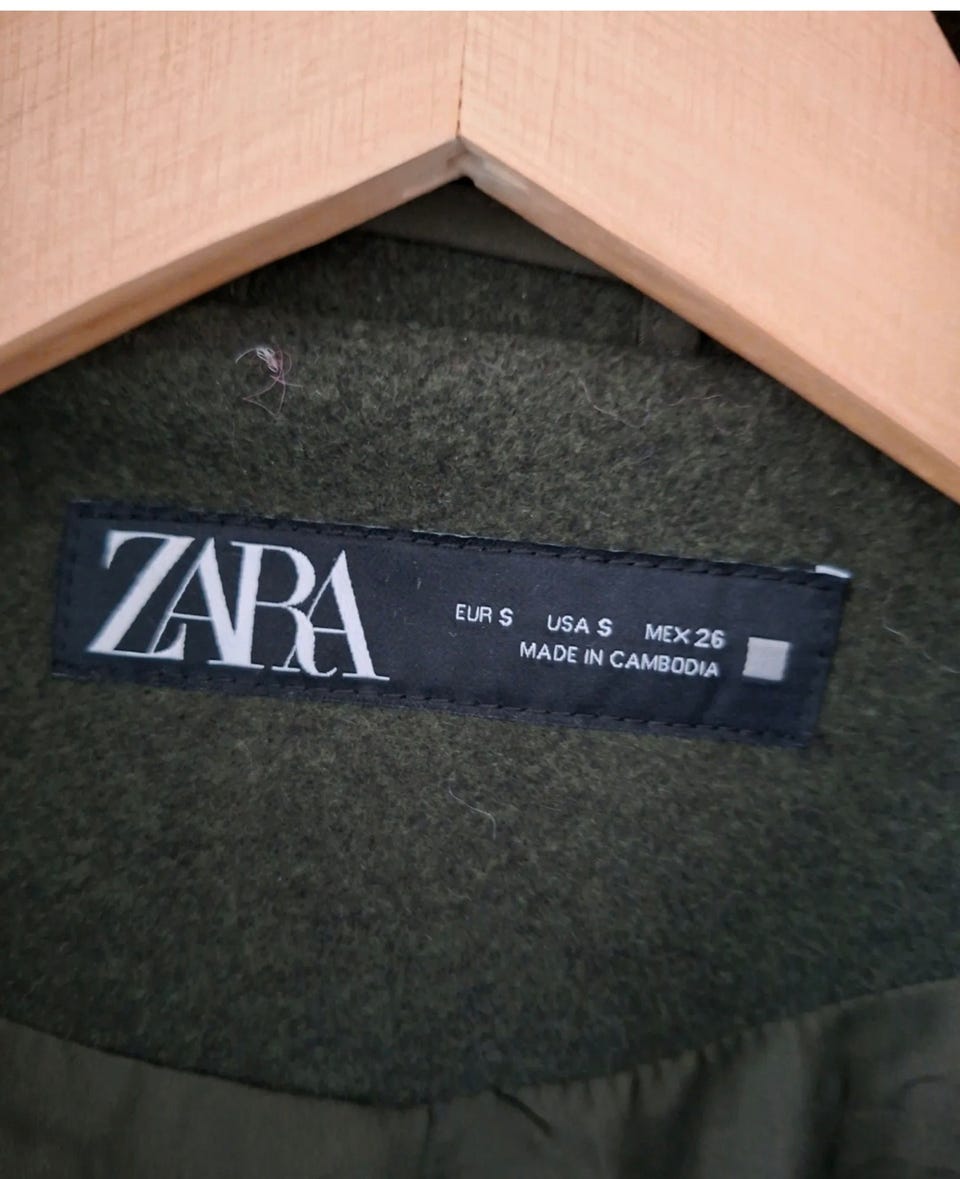 ZARA
EUR S USA S MEX 26
MADE IN CAMBODIA